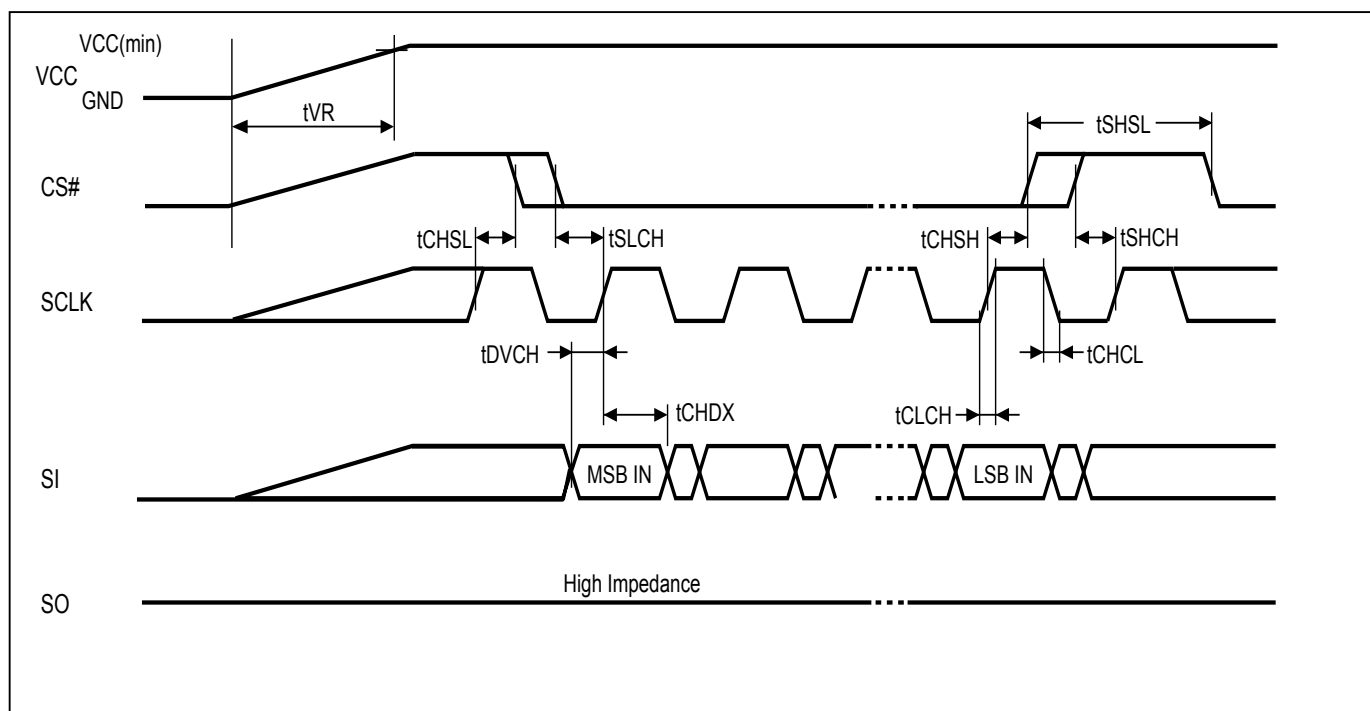 VCC(min)
VCC
GND
tVR
tSHSL
CS#
tCHSL
tSLCH
tCHSH
tSHCH
SCLK
tDVCH
tCHCL
tCHDX
tCLCH
SI
MSB IN
LSB IN
High Impedance
SO